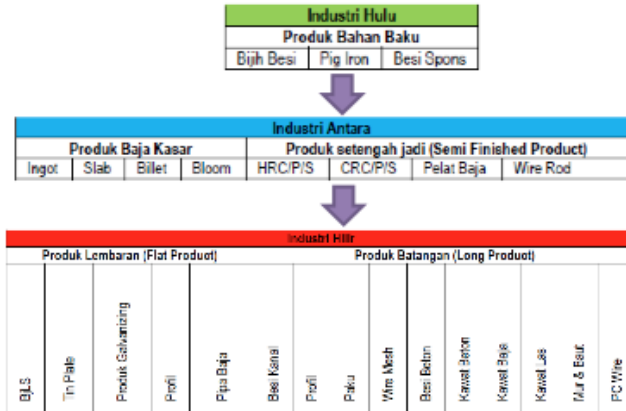 Industri Hulu
Produk Bahan Baku
Bijih Besi Pig Iron Besi Spons
Industri Antara
Produk Baja Kasar Produk setengah jadi (Semi Finished Product)
Ingot Slab Billet Bloom HRC/P/S CRC/P/S Pelat Baja Wire Rod
Industri Hilir
Produk Lembaran (Flat Product) Produk Batangan (Long Product)
BjLS Tin Plate Produk Galvanizing Profil Pipa Baja Besi Kanal Profil Paku Wire Mesh Besi Beton Kawat Beton Kawat Baja Kawat Las Mur & Baut PC Wire